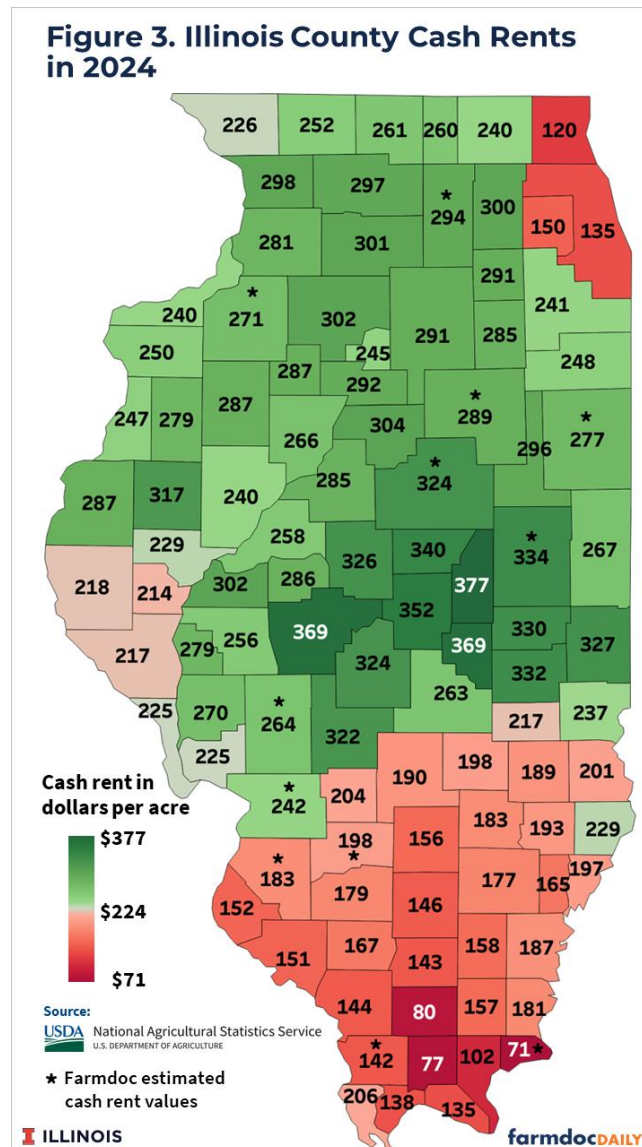 Figure 3. Illinois County Cash Rents
in 2024
226 252 261 260 240 120
298 297 * 294 300 150 135
281 301 291 241
240 * 271 302 291 285
250 245 248
247 279 287 287 292 * 289 * 277
266 304 296
287 317 240 285 * 324
229 258 326 340 * 334 267
218 214 302 286 377
369 352 330 327
217 279 256 324 369 332
225 270 * 264 263 217 237
225 322
Cash rent in
dollars per acre
$377
$224
$71
* 242 204 190 198 189 201
198 * 156 183 193 229
* 183 179 177 165 197
152 146
151 167 143 158 187
144 80 157 181
* 142 77 102 71 *
206 138 135
Source:
USDA National Agricultural Statistics Service
U.S. DEPARTMENT OF AGRICULTURE
* Farmdoc estimated
cash rent values
I ILLINOIS
farmdocDAILY